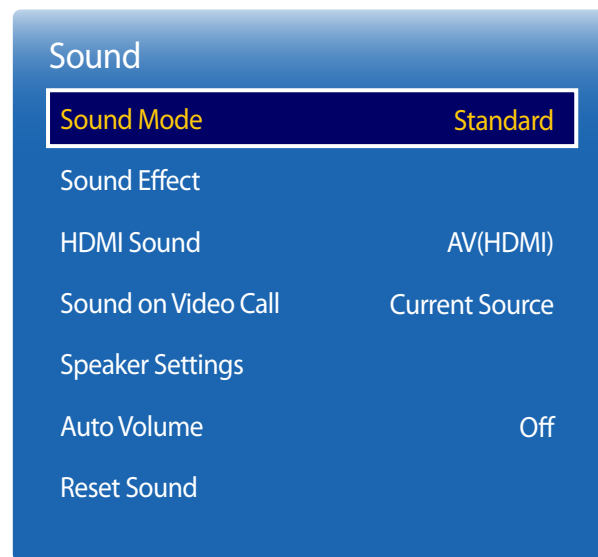 Sound
Sound Mode Standard
Sound Effect
HDMI Sound AV(HDMI)
Sound on Video Call Current Source
Speaker Settings
Auto Volume Off
Reset Sound